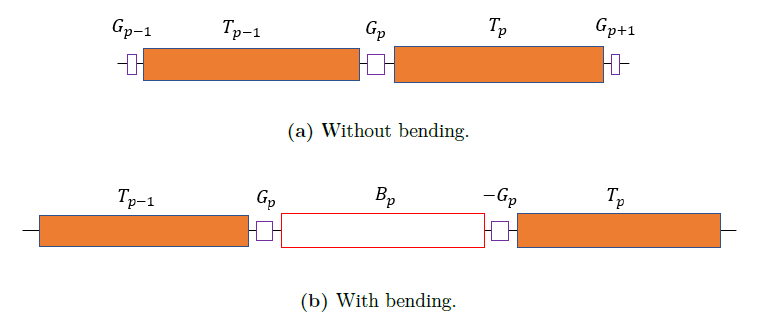 G_{p-1} T_{p-1} G_p T_p G_{p+1}
(a) Without bending.
T_{p-1} G_p B_p -G_p T_p
(b) With bending.